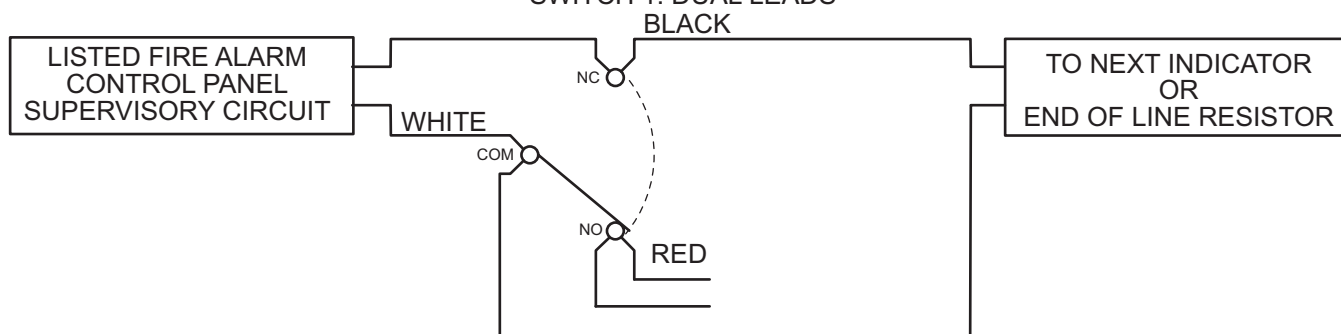 SWITCH 1: DUAL LEADS
BLACK
LISTED FIRE ALARM
CONTROL PANEL
SUPERVISORY CIRCUIT
NC
TO NEXT INDICATOR
OR
END OF LINE RESISTOR
WHITE
COM
NO
RED